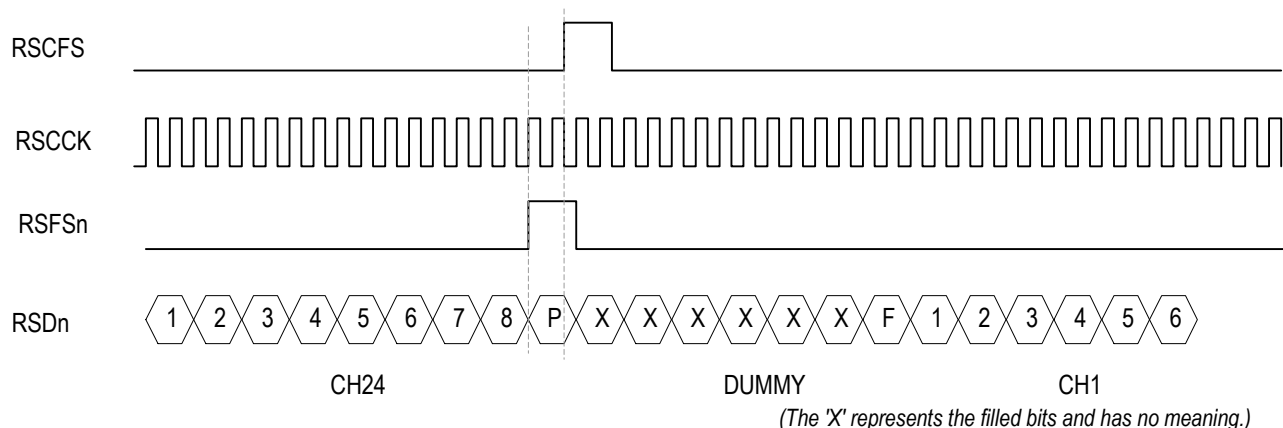 RSCFS
RSCCK
RSFSn
RSDn 1 2 3 4 5 6 7 8 P X X X X X X F 1 2 3 4 5 6
CH24 DUMMY CH1
(The 'X' represents the filled bits and has no meaning.)